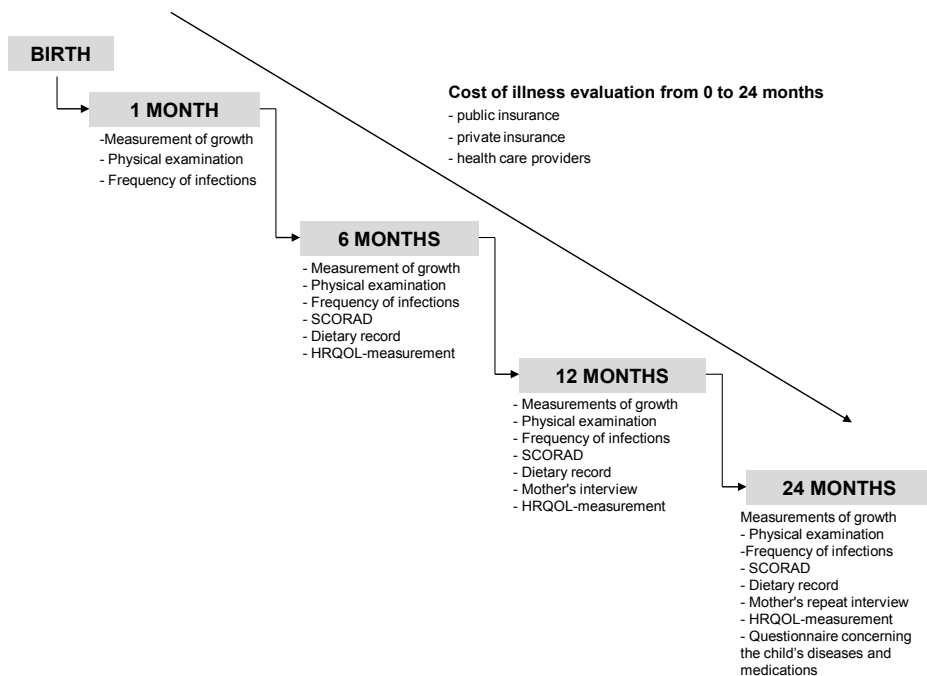 BIRTH
1 MONTH
-Measurement of growth
- Physical examination
- Frequency of infections
Cost of illness evaluation from 0 to 24 months
- public insurance
- private insurance
- health care providers
6 MONTHS
- Measurement of growth
- Physical examination
- Frequency of infections
- SCORAD
- Dietary record
- HRQOL-measurement
12 MONTHS
- Measurements of growth
- Physical examination
- Frequency of infections
- SCORAD
- Dietary record
- Mother's interview
- HRQOL-measurement
24 MONTHS
Measurements of growth
- Physical examination
-Frequency of infections
- SCORAD
- Dietary record
- Mother's repeat interview
- HRQOL-measurement
- Questionnaire concerning
the child’s diseases and
medications